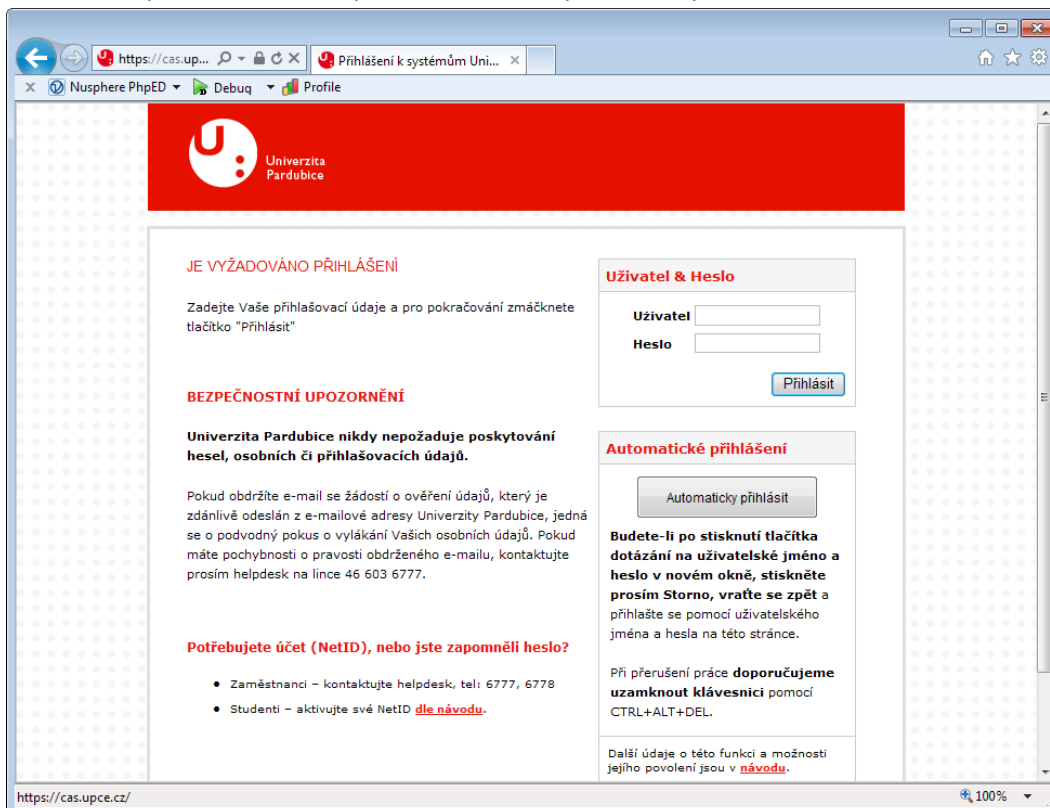 https://cas.up...
Přihlášení k systémům Uni...
Nusphere PhpED
Debug
Profile
U:
Univerzita
Pardubice
JE VYŽADOVÁNO PŘIHLÁŠENÍ
Zadejte Vaše přihlašovací údaje a pro pokračování zmáčknete
tlačítko "Přihlásit"
BEZPEČNOSTNÍ UPOZORNĚNÍ
Univerzita Pardubice nikdy nepožaduje poskytování
hesel, osobních či přihlašovacích údajů.
Pokud obdržíte e-mail se žádostí o ověření údajů, který je
zdánlivě odeslán z e-mailové adresy Univerzity Pardubice, jedná
se o podvodný pokus o vylákání Vašich osobních údajů. Pokud
máte pochybnosti o pravosti obdrženého e-mailu, kontaktujte
prosím helpdesk na lince 46 603 6777.
Potřebujete účet (NetID), nebo jste zapomněli heslo?
• Zaměstnanci – kontaktujte helpdesk, tel: 6777, 6778
• Studenti – aktivujte své NetID dle návodu.
Uživatel & Heslo
Uživatel
Heslo
Přihlásit
Automatické přihlášení
Automaticky přihlásit
Budete-li po stisknutí tlačítka
dotázání na uživatelské jméno a
heslo v novém okně, stiskněte
prosím Storno, vraťte se zpět a
přihlašte se pomocí uživatelského
jména a hesla na této stránce.
Při přerušení práce doporučujeme
uzamknout klávesnici pomocí
CTRL+ALT+DEL.
Další údaje o této funkci a možnosti
jejího povolení jsou v návodu.
https://cas.upce.cz/
100%